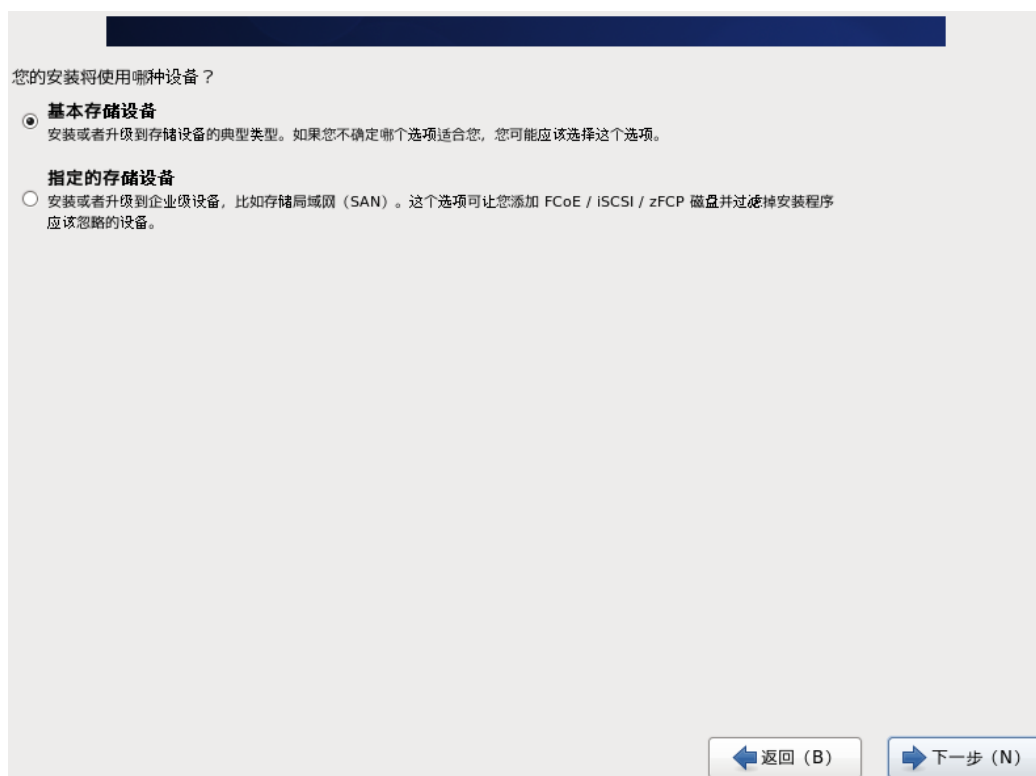 您的安装将使用哪种设备？
基本存储设备
安装或者升级到存储设备的典型类型。如果您不确定哪个选项适合您，您可能应该选择这个选项。
指定的存储设备
安装或者升级到企业级设备，比如存储局域网（SAN）。这个选项可让您添加 FCoE / iSCSI / zFCP 磁盘并过滤掉安装程序
应该忽略的设备。
返回（B）
下一步（N）